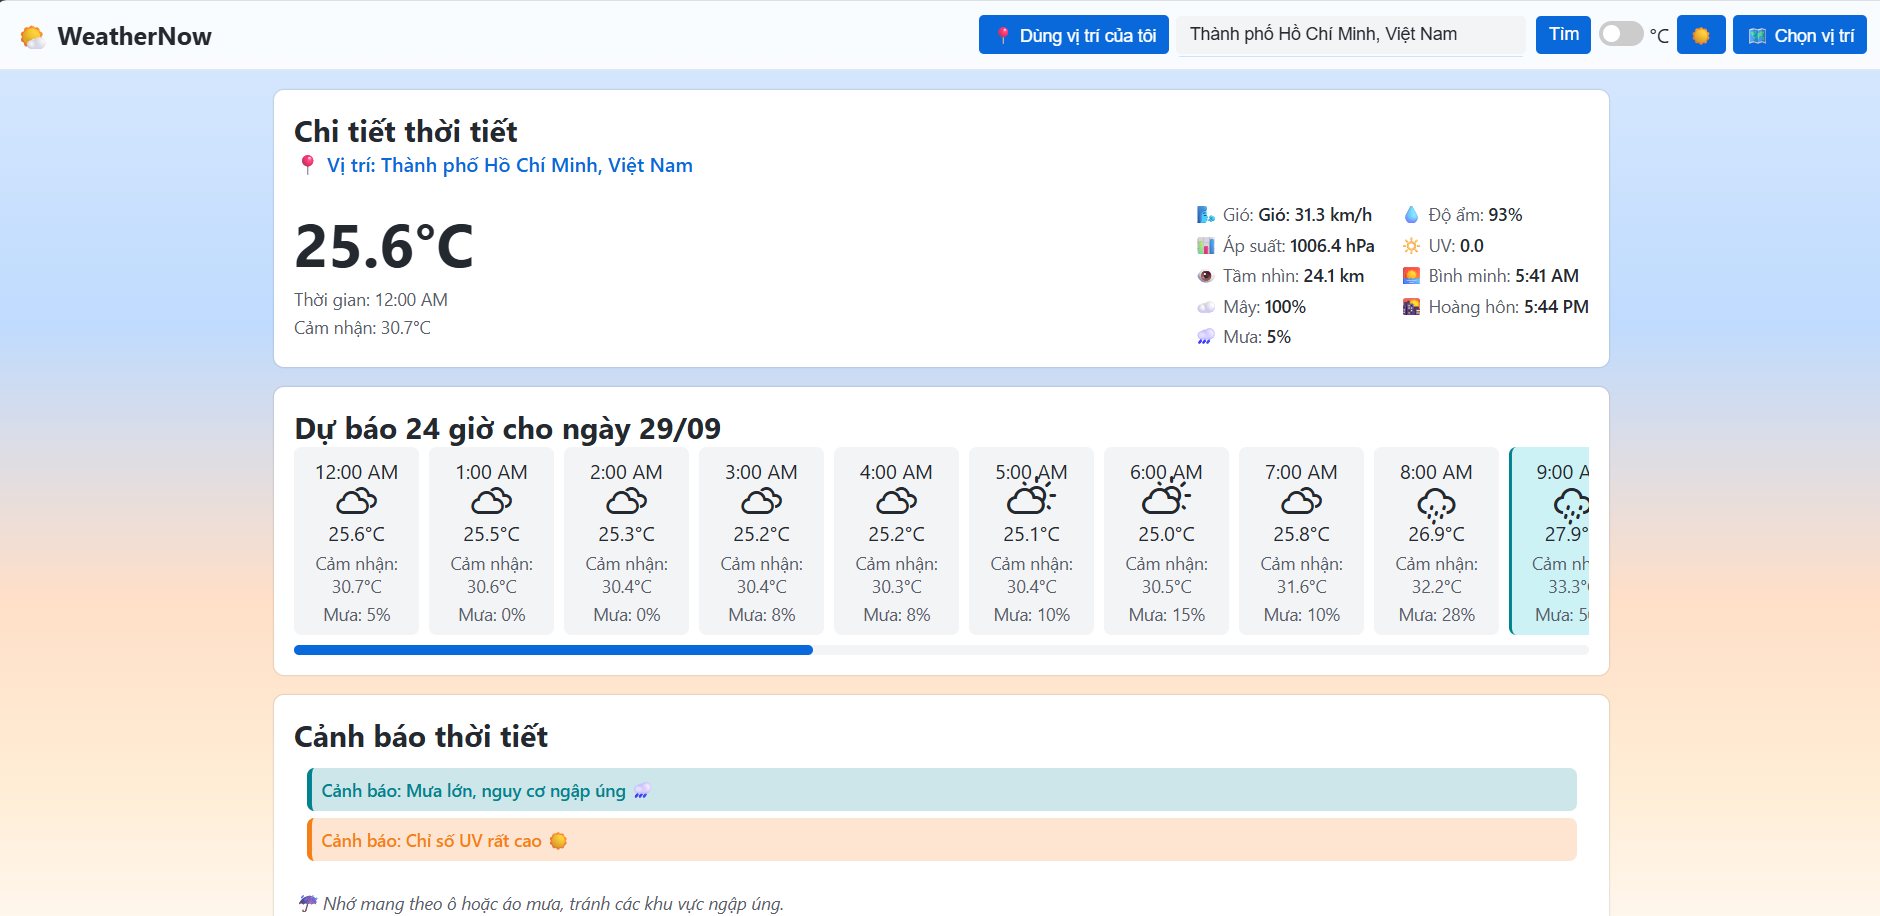 WeatherNow
Dùng vị trí của tôi
Thành phố Hồ Chí Minh, Việt Nam
Tìm
°C
Chọn vị trí
Chi tiết thời tiết
Vị trí: Thành phố Hồ Chí Minh, Việt Nam
25.6°C
Thời gian: 12:00 AM
Cảm nhận: 30.7°C
Gió: Gió: 31.3 km/h
Độ ẩm: 93%
Áp suất: 1006.4 hPa
UV: 0.0
Tầm nhìn: 24.1 km
Bình minh: 5:41 AM
Mây: 100%
Hoàng hôn: 5:44 PM
Mưa: 5%
Dự báo 24 giờ cho ngày 29/09
12:00 AM
25.6°C
Cảm nhận:
30.7°C
Mưa: 5%
1:00 AM
25.5°C
Cảm nhận:
30.6°C
Mưa: 0%
2:00 AM
25.3°C
Cảm nhận:
30.4°C
Mưa: 0%
3:00 AM
25.2°C
Cảm nhận:
30.4°C
Mưa: 8%
4:00 AM
25.2°C
Cảm nhận:
30.3°C
Mưa: 8%
5:00 AM
25.1°C
Cảm nhận:
30.4°C
Mưa: 10%
6:00 AM
25.0°C
Cảm nhận:
30.5°C
Mưa: 15%
7:00 AM
25.8°C
Cảm nhận:
31.6°C
Mưa: 10%
8:00 AM
26.9°C
Cảm nhận:
32.2°C
Mưa: 28%
9:00
27.9°
Cảm
33.3°
Mưa:
Cảnh báo thời tiết
Cảnh báo: Mưa lớn, nguy cơ ngập úng
Cảnh báo: Chỉ số UV rất cao
Nhớ mang theo ô hoặc áo mưa, tránh các khu vực ngập úng.